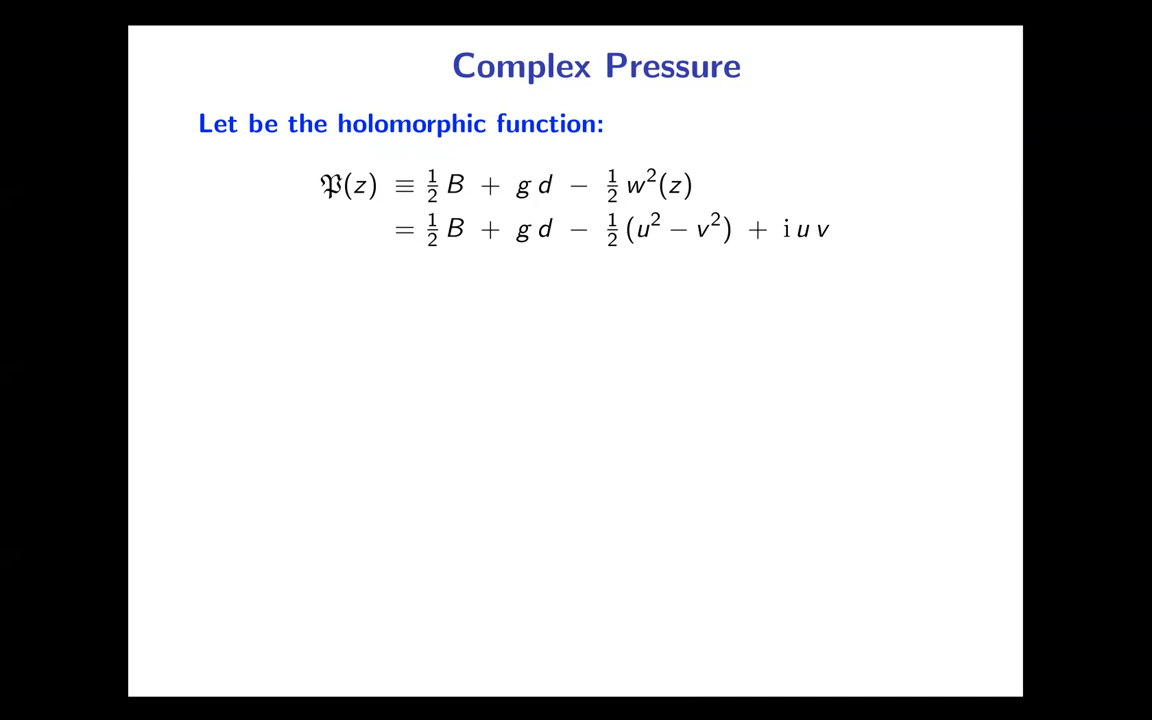 Complex Pressure
Let be the holomorphic function:
𝔓(z) ≡ ½ B + g d − ½ w²(z)
= ½ B + g d − ½ (u² − v²) + i u v